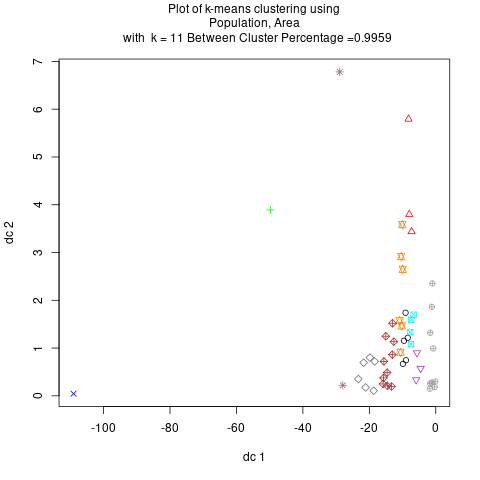 Plot of k-means clustering using
Population, Area
with k = 11 Between Cluster Percentage =0.9959
7
6
5
4
3
2
1
0
dc 2
-100
-80
-60
-40
-20
0
dc 1